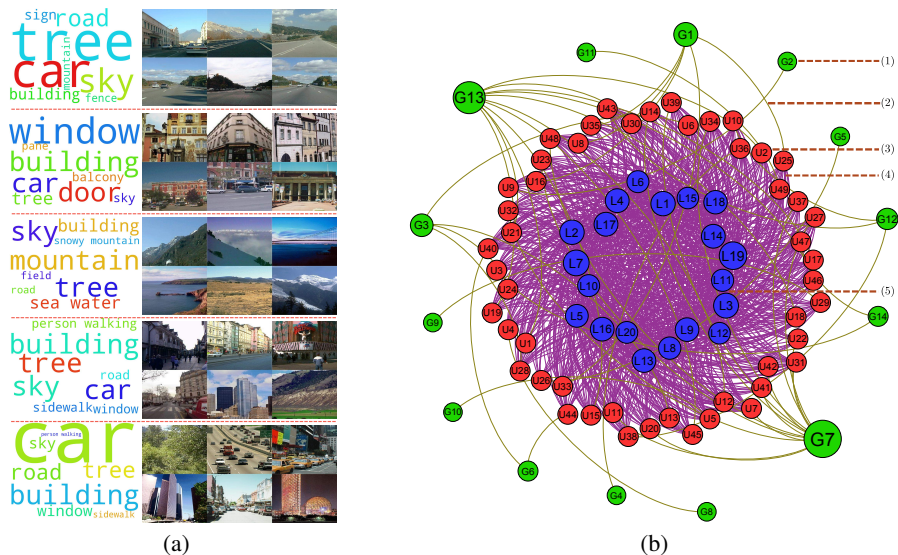 sign road
tree
mountain
car sky
building fence
window
pane
building
car balcony
door
tree sky
sky building
snowy mountain
mountain
field
road tree
sea water
person walking
building
tree
road
sky car
sidewalk window
car
person walking
sky
road tree
building
window sidewalk
(a)
G1
G11
G2
(1)
G13
(2)
U39
U43
U14
U35
U30
U6
U34
U10
G5
U48
U8
U36
U2
(3)
U23
U25
U16
(4)
L6
U9
U49
L4
L1
L15
L18
U37
U32
G3
L17
U27
G12
L2
U21
L14
U47
U40
L19
U17
L7
U3
L11
U46
U24
L10
(5)
L3
U29
U19
L5
U18
G14
G9
L16
L20
L9
L12
U4
U22
U1
L8
L13
U31
U28
U42
U26
U33
U41
U12
U7
G10
U44
U15
U11
U13
U5
U20
U38
U45
G7
G6
G4
G8
(b)